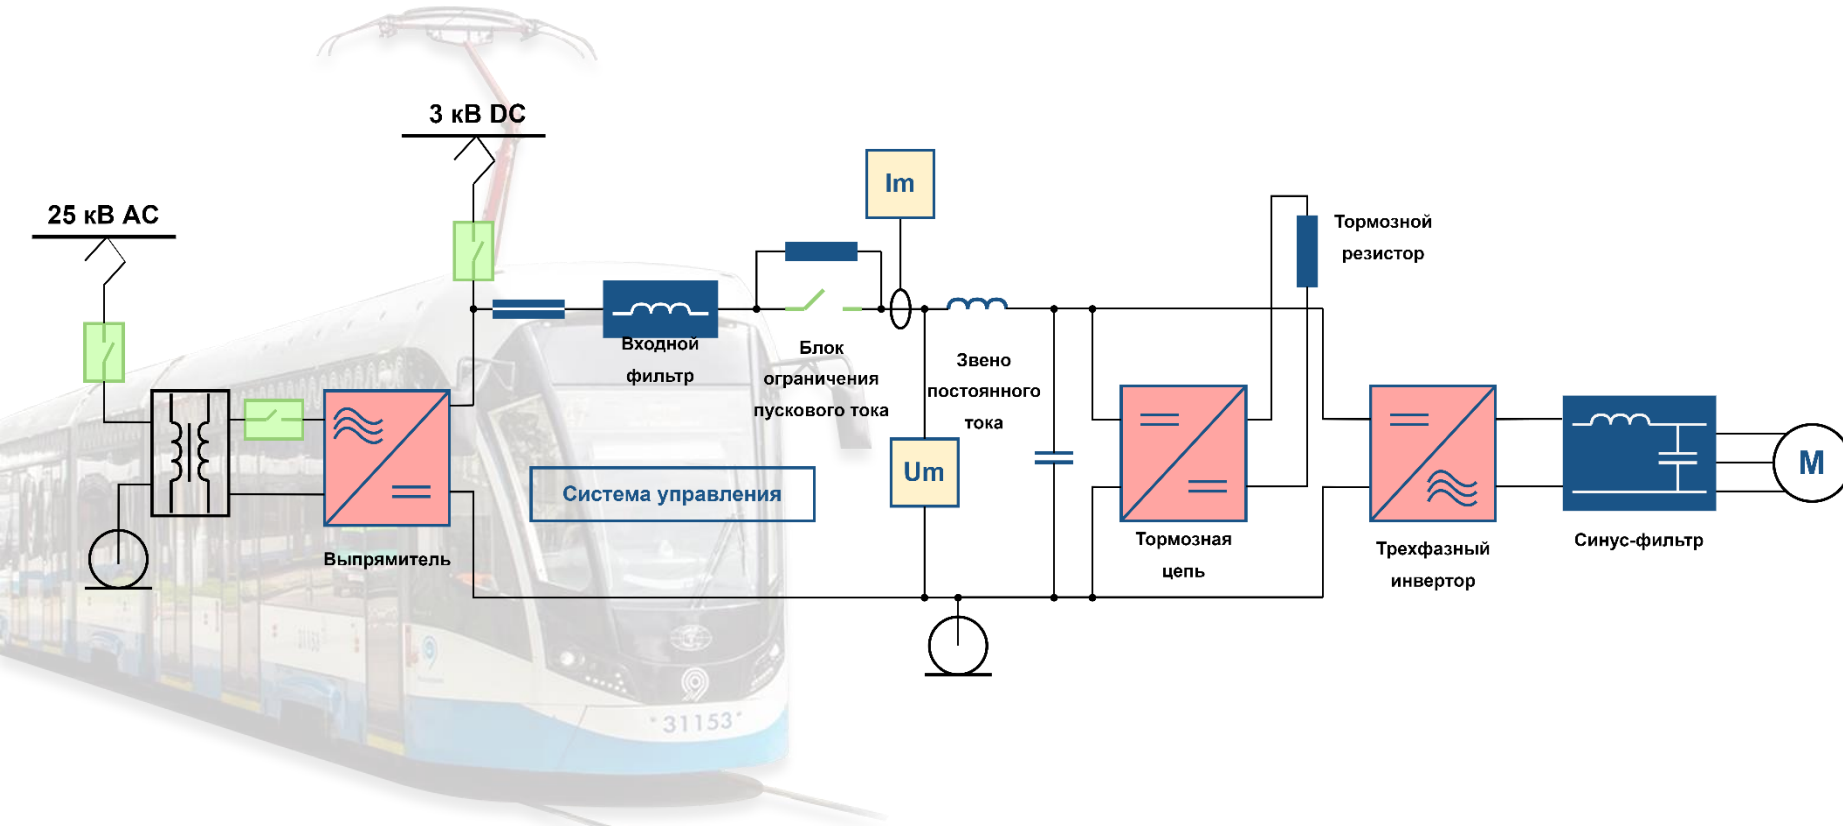 3 кВ DC
25 кВ AC
Im
Тормозной
резистор
Входной
фильтр
Блок
ограничения
пускового тока
Звено
постоянного
тока
Um
M
Система управления
Выпрямитель
Тормозная
цепь
Трехфазный
инвертор
Синус-фильтр
31153